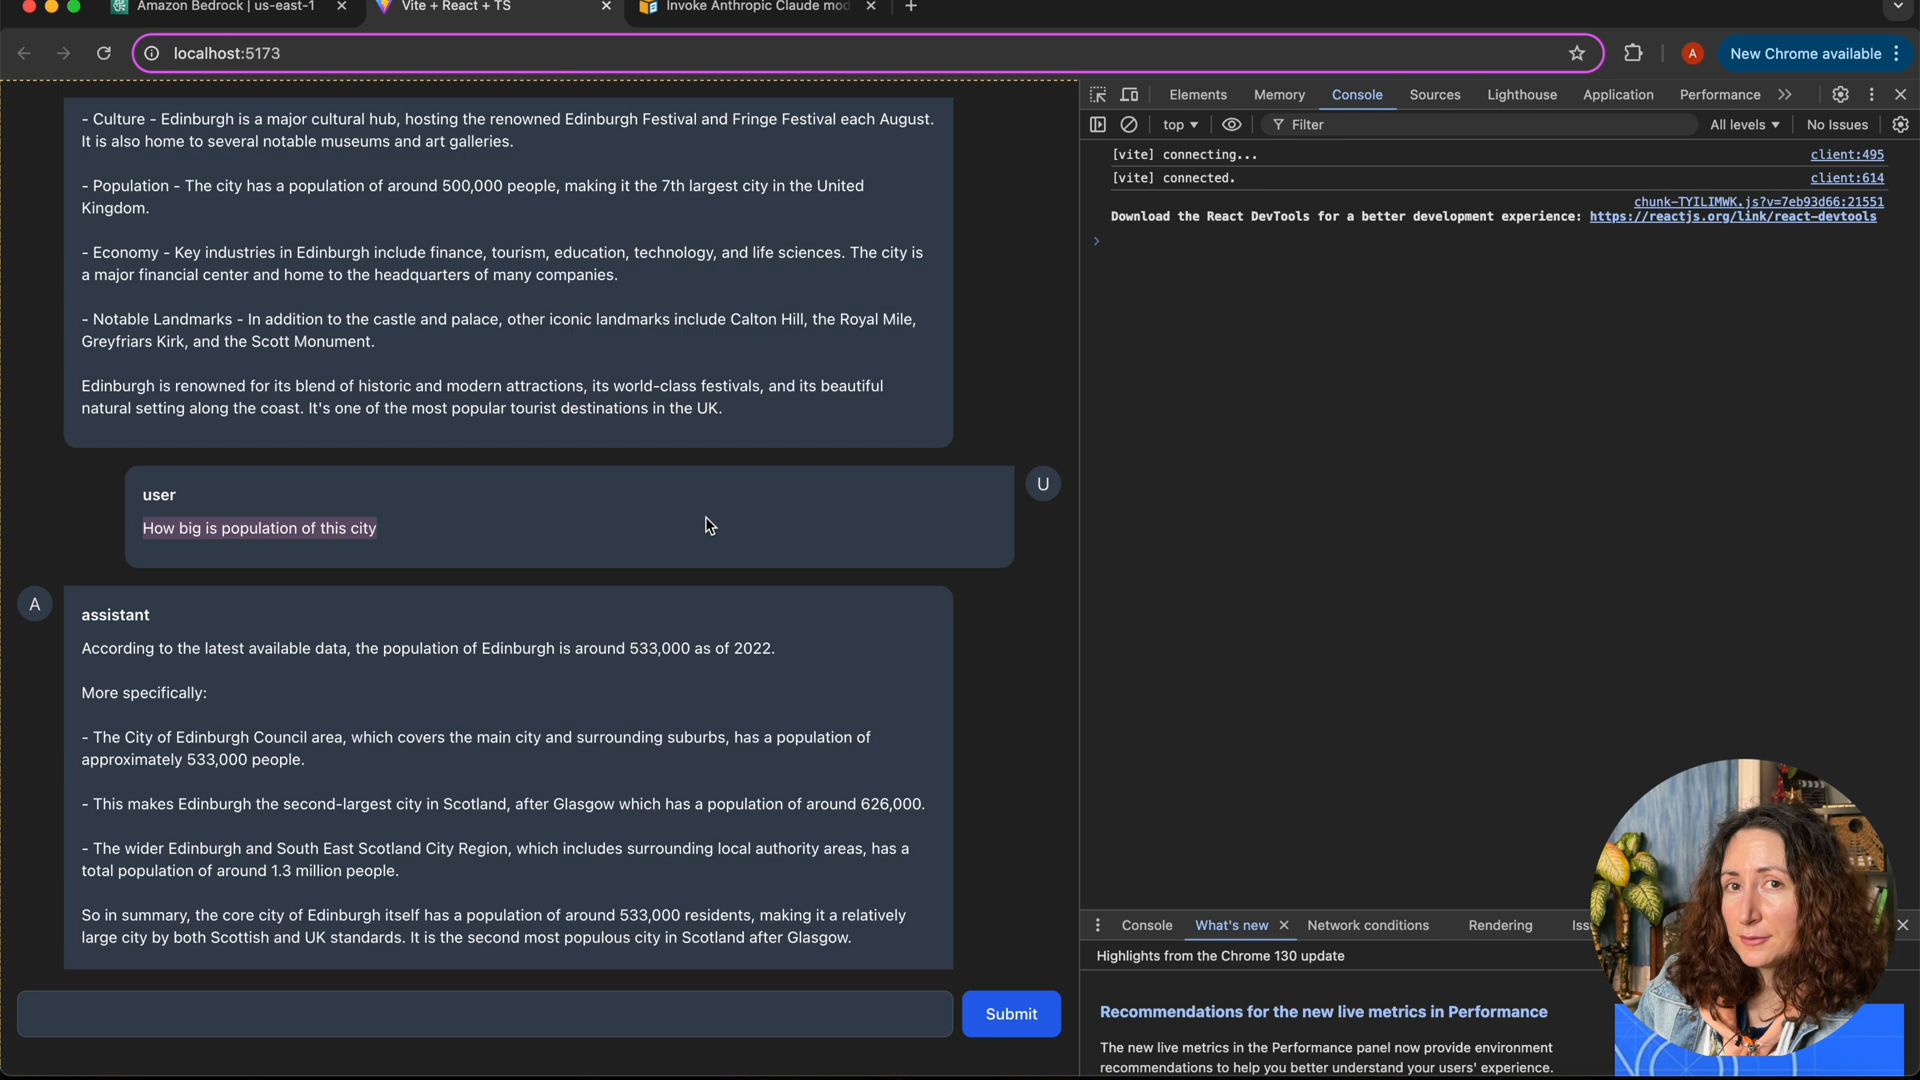 Amazon Bedrock | us-east-1
Vite + React + TS
Invoke Anthropic Claude mod
localhost:5173
A
New Chrome available
- Culture - Edinburgh is a major cultural hub, hosting the renowned Edinburgh Festival and Fringe Festival each August.
It is also home to several notable museums and art galleries.
- Population - The city has a population of around 500,000 people, making it the 7th largest city in the United
Kingdom.
- Economy - Key industries in Edinburgh include finance, tourism, education, technology, and life sciences. The city is
a major financial center and home to the headquarters of many companies.
- Notable Landmarks - In addition to the castle and palace, other iconic landmarks include Calton Hill, the Royal Mile,
Greyfriars Kirk, and the Scott Monument.
Edinburgh is renowned for its blend of historic and modern attractions, its world-class festivals, and its beautiful
natural setting along the coast. It's one of the most popular tourist destinations in the UK.
U
user
How big is population of this city
A
assistant
According to the latest available data, the population of Edinburgh is around 533,000 as of 2022.
More specifically:
- The City of Edinburgh Council area, which covers the main city and surrounding suburbs, has a population of
approximately 533,000 people.
- This makes Edinburgh the second-largest city in Scotland, after Glasgow which has a population of around 626,000.
- The wider Edinburgh and South East Scotland City Region, which includes surrounding local authority areas, has a
total population of around 1.3 million people.
So in summary, the core city of Edinburgh itself has a population of around 533,000 residents, making it a relatively
large city by both Scottish and UK standards. It is the second most populous city in Scotland after Glasgow.
Submit
Elements Memory Console Sources Lighthouse Application Performance
top Filter All levels No Issues
[vite] connecting... client:495
[vite] connected. client:614
chunk-TYILIMWK.js?v=7eb93d66:21551
Download the React DevTools for a better development experience: https://reactjs.org/link/react-devtools
Console What's new Network conditions Rendering Iss
Highlights from the Chrome 130 update
Recommendations for the new live metrics in Performance
The new live metrics in the Performance panel now provide environment
recommendations to help you better understand your users' experience.